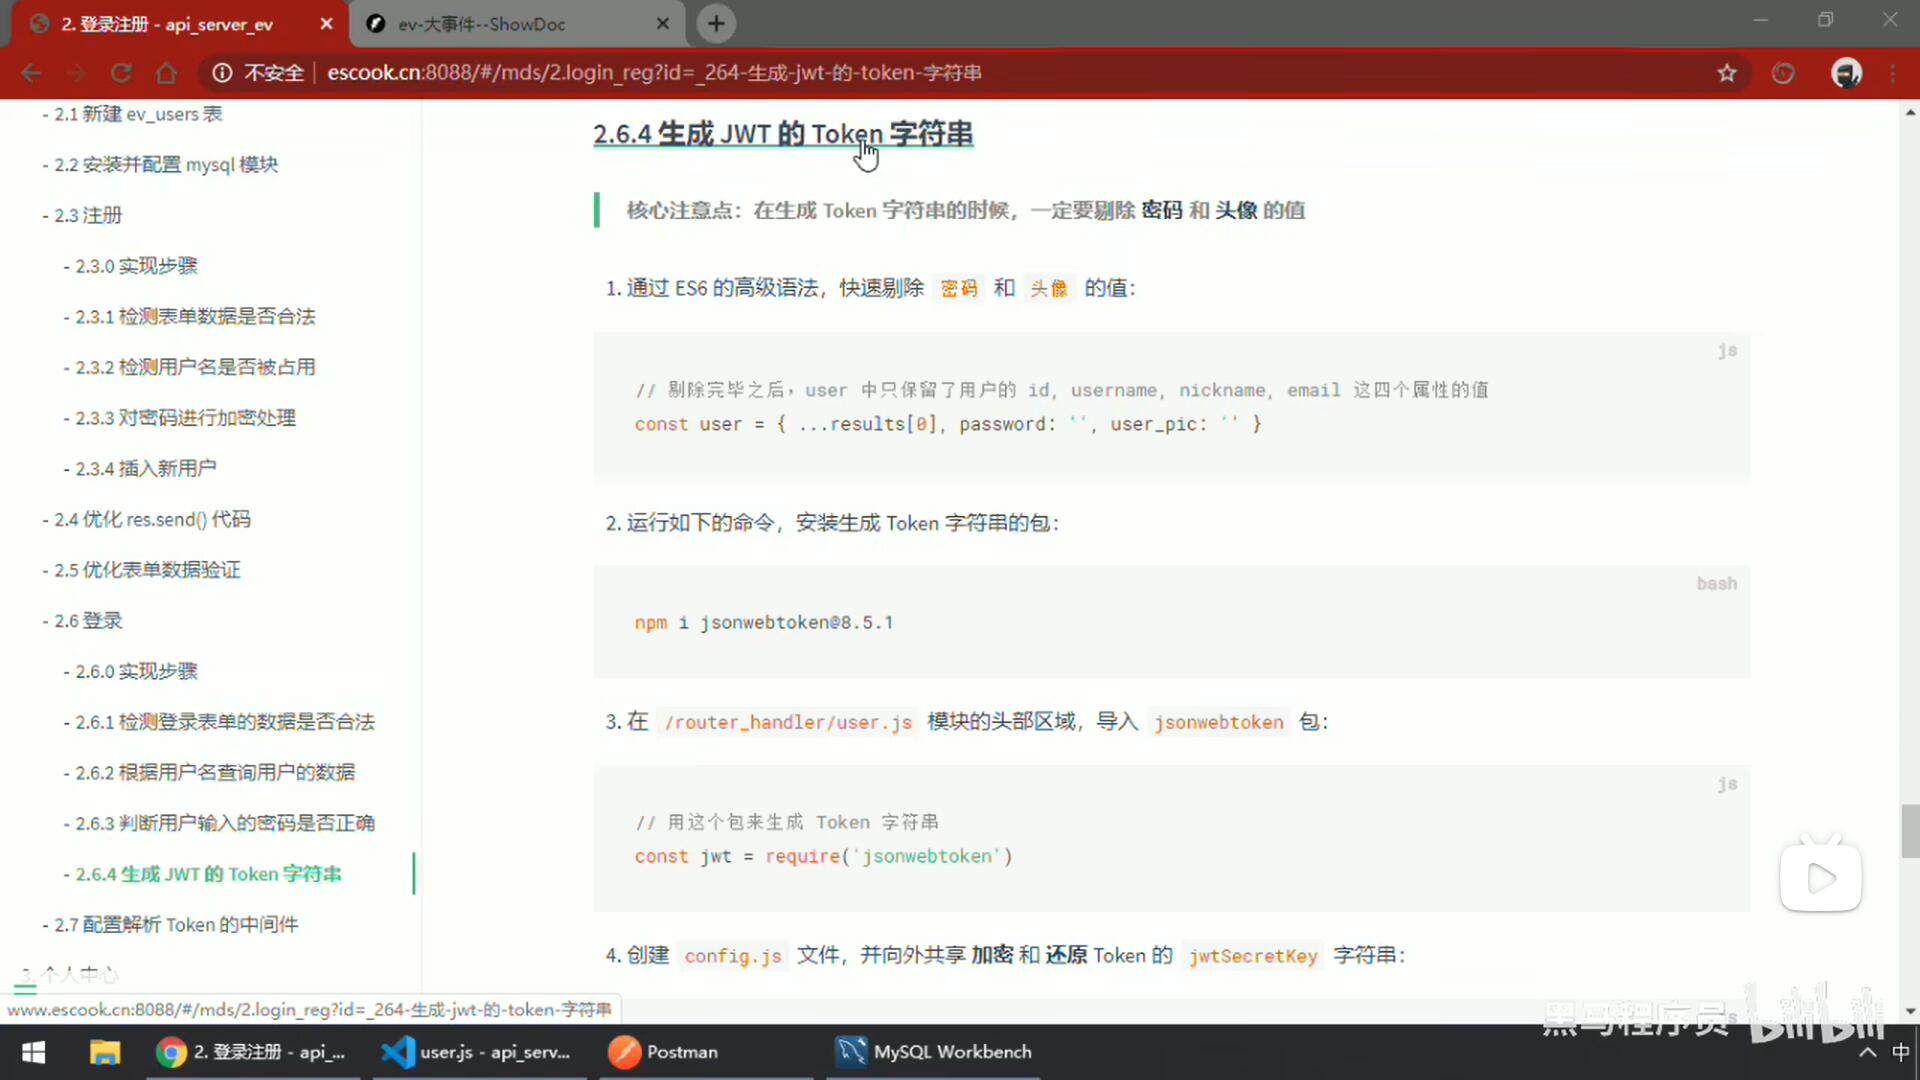 2. 登录注册 - api_server_ev
ev-大事件--ShowDoc
不安全
escook.cn:8088/#/mds/2.login_reg?id=_264-生成-jwt-的-token-字符串
- 2.1 新建 ev_users 表
- 2.2 安装并配置 mysql 模块
- 2.3 注册
- 2.3.0 实现步骤
- 2.3.1 检测表单数据是否合法
- 2.3.2 检测用户名是否被占用
- 2.3.3 对密码进行加密处理
- 2.3.4 插入新用户
- 2.4 优化 res.send() 代码
- 2.5 优化表单数据验证
- 2.6 登录
- 2.6.0 实现步骤
- 2.6.1 检测登录表单的数据是否合法
- 2.6.2 根据用户名查询用户的数据
- 2.6.3 判断用户输入的密码是否正确
- 2.6.4 生成 JWT 的 Token 字符串
- 2.7 配置解析 Token 的中间件
3. 个人中心
www.escook.cn:8088/#/mds/2.login_reg?id=_264-生成-jwt-的-token-字符串
2.6.4 生成 JWT 的 Token 字符串
核心注意点：在生成 Token 字符串的时候，一定要剔除 密码 和 头像 的值
1. 通过 ES6 的高级语法，快速剔除 密码 和 头像 的值：
js
// 剔除完毕之后，user 中只保留了用户的 id, username, nickname, email 这四个属性的值
const user = { ...results[0], password: '', user_pic: '' }
2. 运行如下的命令，安装生成 Token 字符串的包：
bash
npm i jsonwebtoken@8.5.1
3. 在 /router_handler/user.js 模块的头部区域，导入 jsonwebtoken 包：
js
// 用这个包来生成 Token 字符串
const jwt = require('jsonwebtoken')
4. 创建 config.js 文件，并向外共享 加密 和 还原 Token 的 jwtSecretKey 字符串：
黑马程序员
bilibili
2. 登录注册 - api_...
user.js - api_serv...
Postman
MySQL Workbench
中